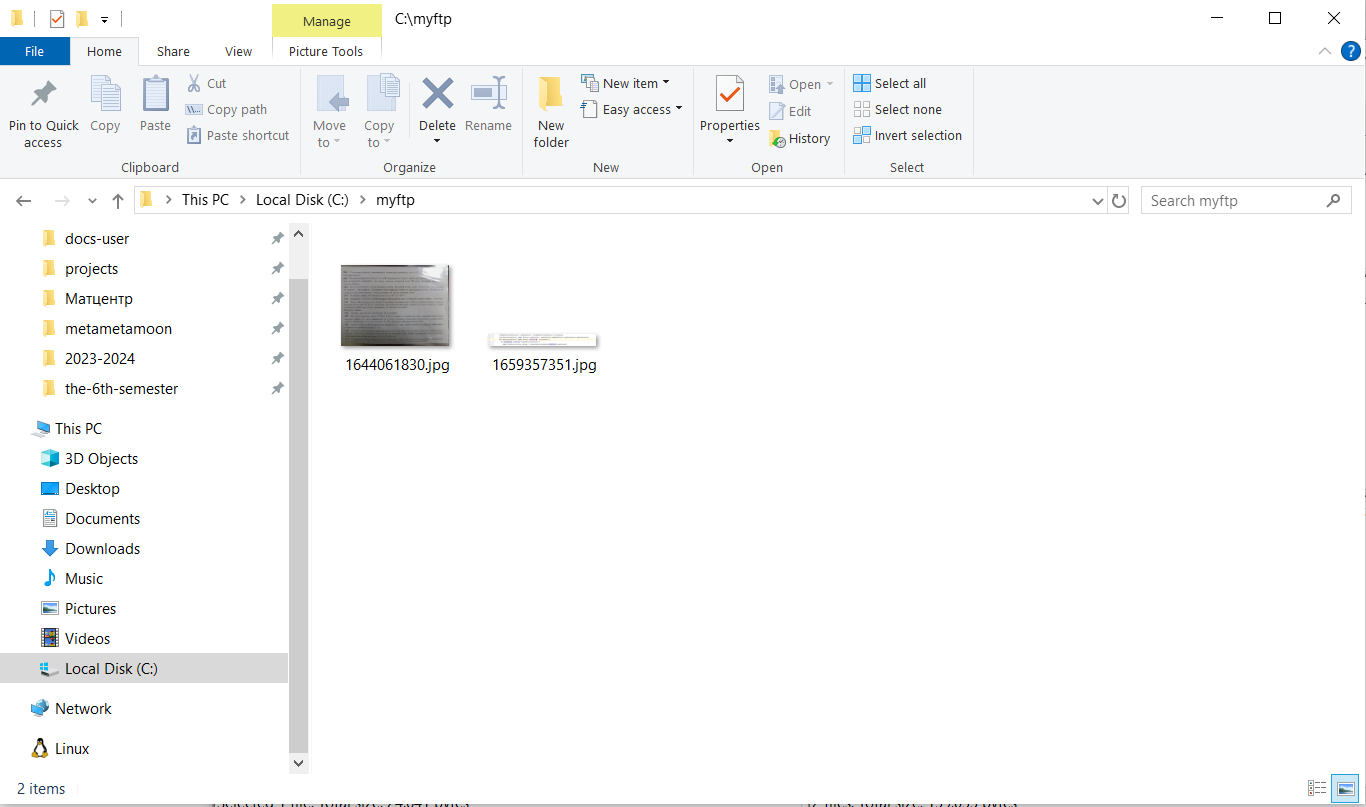 Manage
C:\myftp
File
Home
Share
View
Picture Tools
Pin to Quick access
Copy
Paste
Cut
Copy path
Paste shortcut
Clipboard
Move to
Copy to
Delete
Rename
Organize
New folder
New item
Easy access
New
Properties
Open
Edit
History
Open
Select all
Select none
Invert selection
Select
This PC
Local Disk (C:)
myftp
Search myftp
docs-user
projects
Матцентр
metametamoon
2023-2024
the-6th-semester
This PC
3D Objects
Desktop
Documents
Downloads
Music
Pictures
Videos
Local Disk (C:)
Network
Linux
1644061830.jpg
1659357351.jpg
2 items